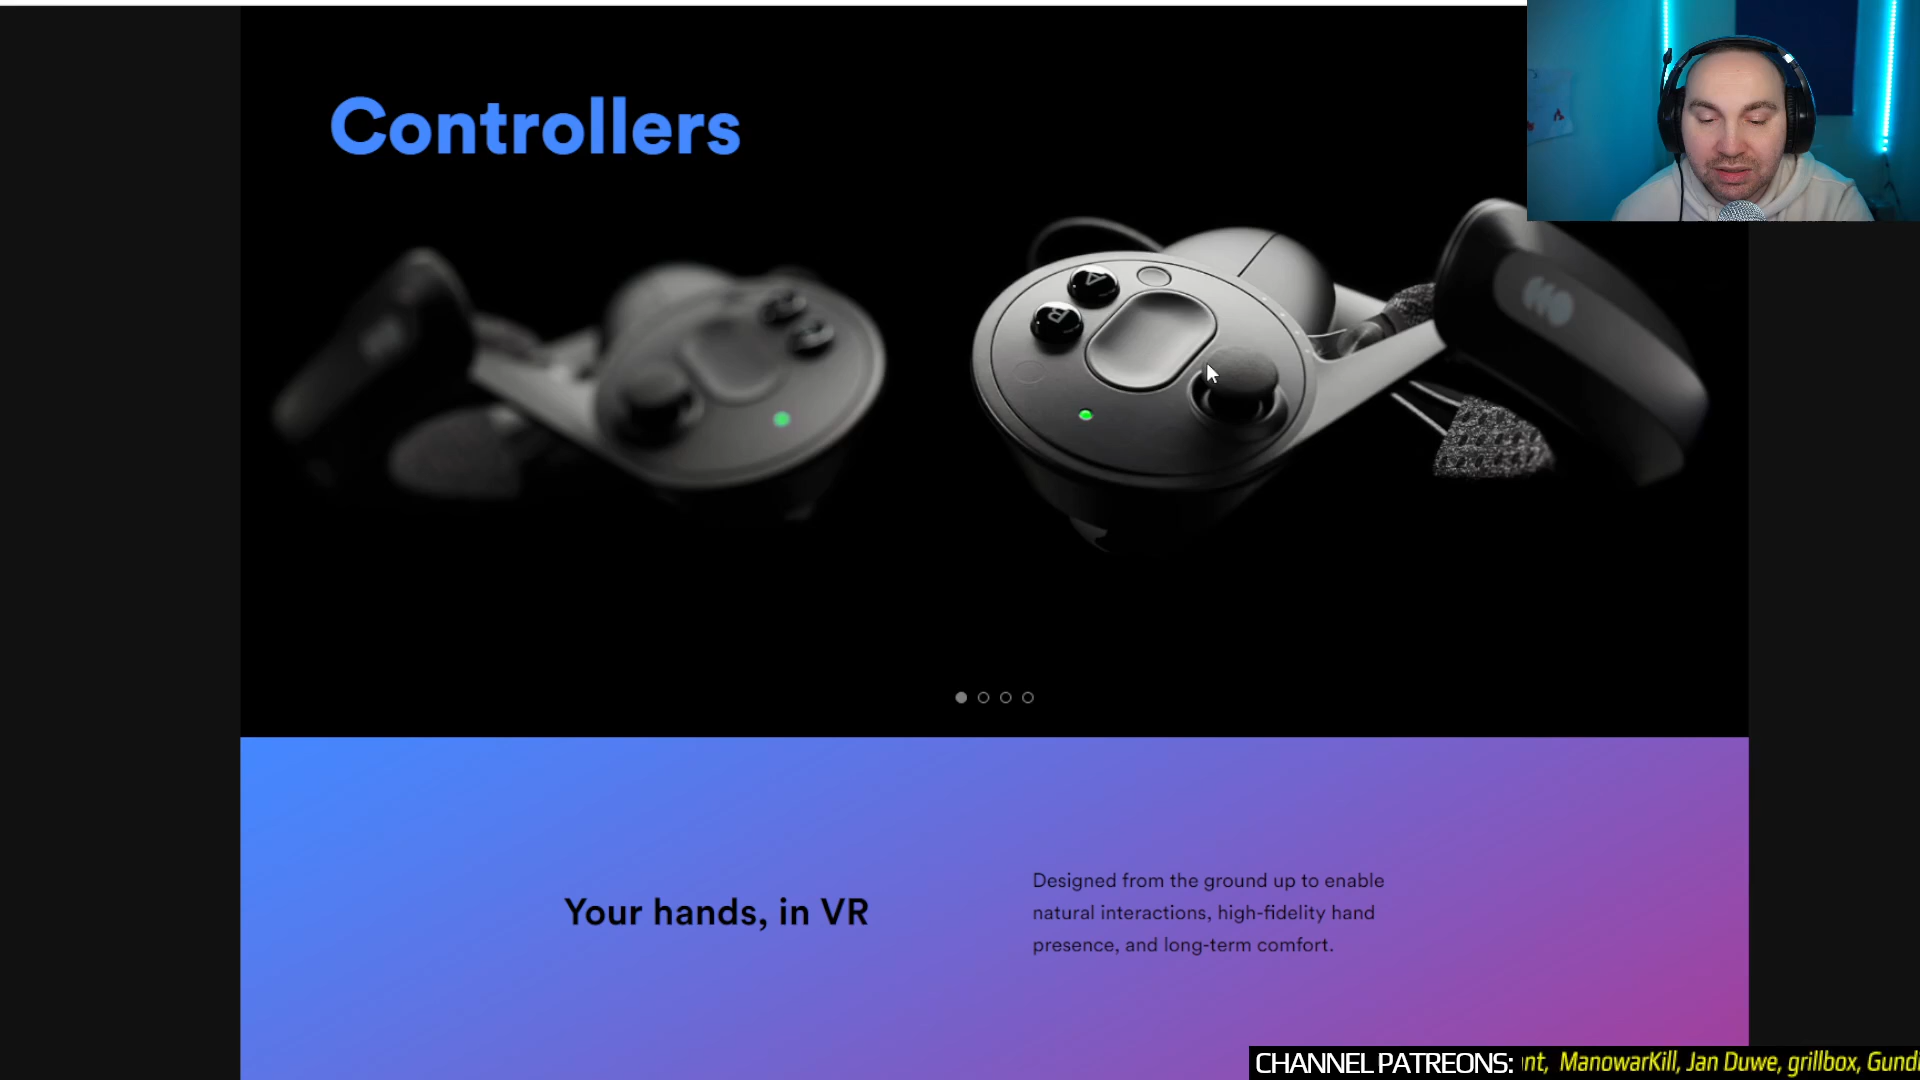 Controllers
A
B
Your hands, in VR
Designed from the ground up to enable
natural interactions, high-fidelity hand
presence, and long-term comfort.
CHANNEL PATREONS: ManowarKill, Jan Duwe, grillbox,